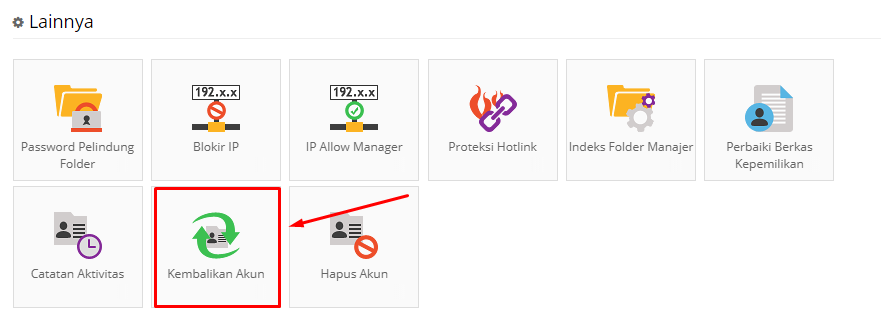 Lainnya
192.x.x
192.x.x
Password Pelindung
Folder
Blokir IP
IP Allow Manager
Proteksi Hotlink
Indeks Folder Manajer
Perbaiki Berkas
Kepemilikan
Catatan Aktivitas
Kembalikan Akun
Hapus Akun